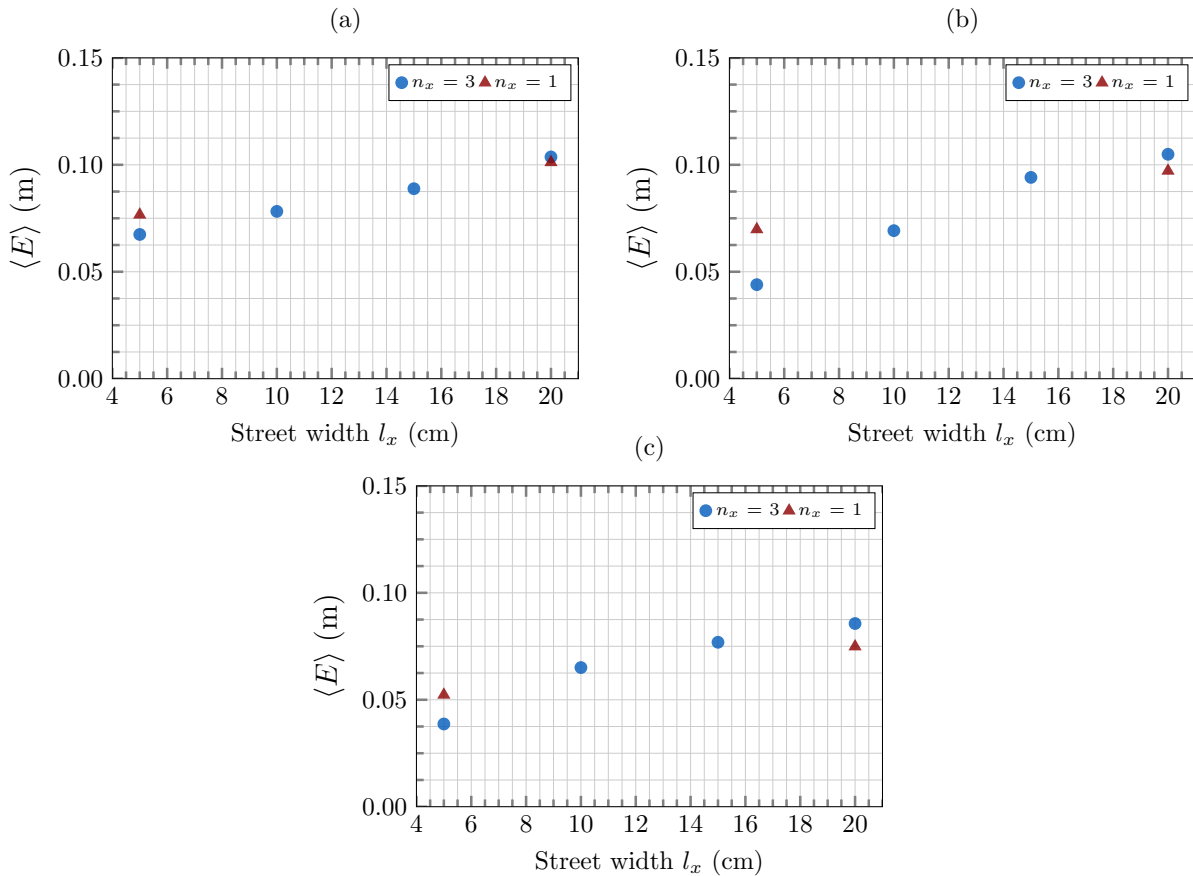 (a)
0.15
0.10
0.05
0.00
⟨E⟩ (m)
n_x = 3 n_x = 1
4 6 8 10 12 14 16 18 20
Street width l_x (cm)
(b)
0.15
0.10
0.05
0.00
⟨E⟩ (m)
n_x = 3 n_x = 1
4 6 8 10 12 14 16 18 20
Street width l_x (cm)
(c)
0.15
0.10
0.05
0.00
⟨E⟩ (m)
n_x = 3 n_x = 1
4 6 8 10 12 14 16 18 20
Street width l_x (cm)